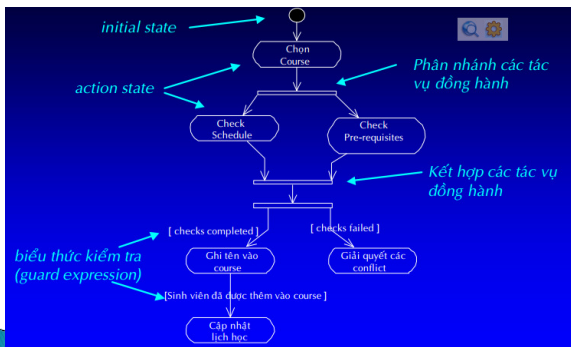 initial state
Chọn
Course
action state
Phân nhánh các tác
vụ đồng hành
Check
Schedule
Check
Pre-requisites
Kết hợp các tác vụ
đồng hành
[ checks completed ]
[ checks failed ]
biểu thức kiểm tra
(guard expression)
Ghi tên vào
course
Giải quyết các
conflict
[Sinh viên đã được thêm vào course ]
Cập nhật
lịch học